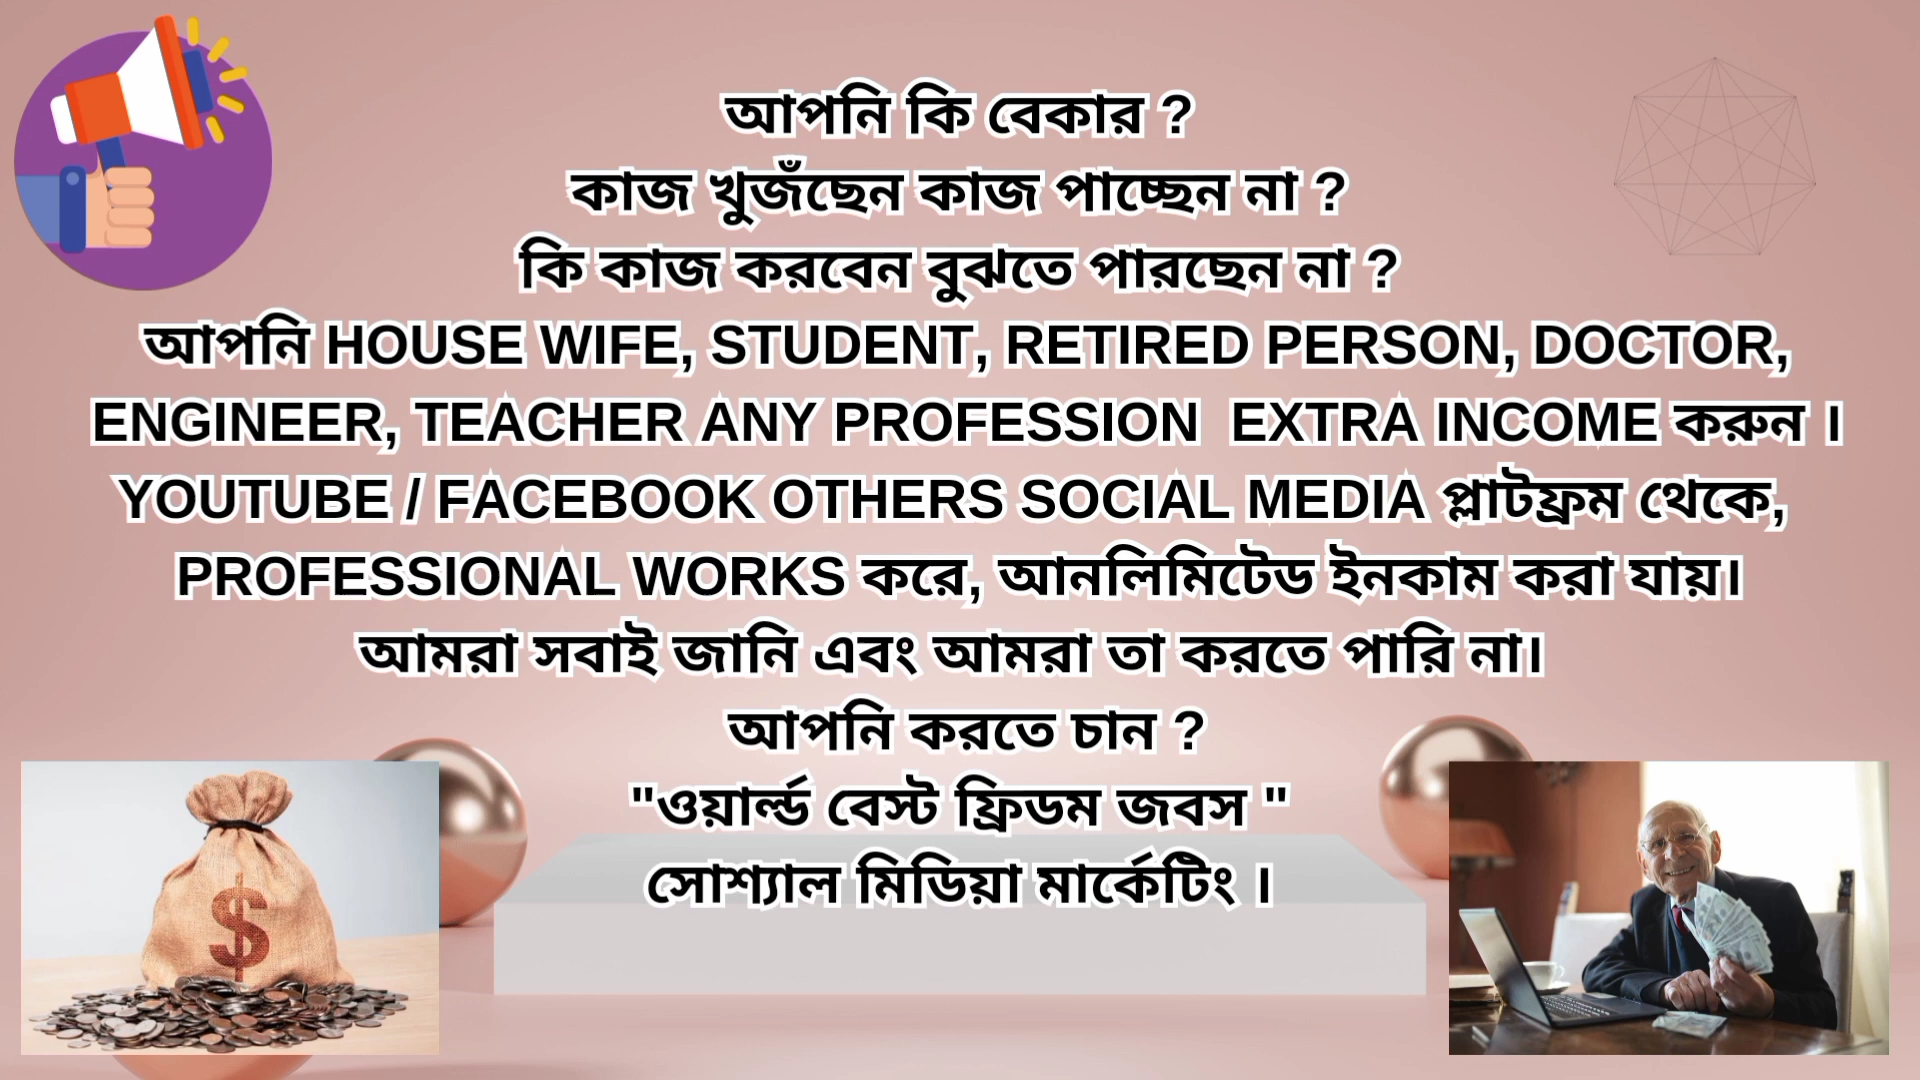 আপনি কি বেকার ?
কাজ খুজঁছেন কাজ পাচ্ছেন না ?
কি কাজ করবেন বুঝতে পারছেন না ?
আপনি HOUSE WIFE, STUDENT, RETIRED PERSON, DOCTOR,
ENGINEER, TEACHER ANY PROFESSION  EXTRA INCOME করুন ।
YOUTUBE / FACEBOOK OTHERS SOCIAL MEDIA প্লাটফ্রম থেকে,
PROFESSIONAL WORKS করে, আনলিমিটেড ইনকাম করা যায়।
আমরা সবাই জানি এবং আমরা তা করতে পারি না।
আপনি করতে চান ?
"ওয়ার্ল্ড বেস্ট ফ্রিডম জবস "
সোশ্যাল মিডিয়া মার্কেটিং ।
$